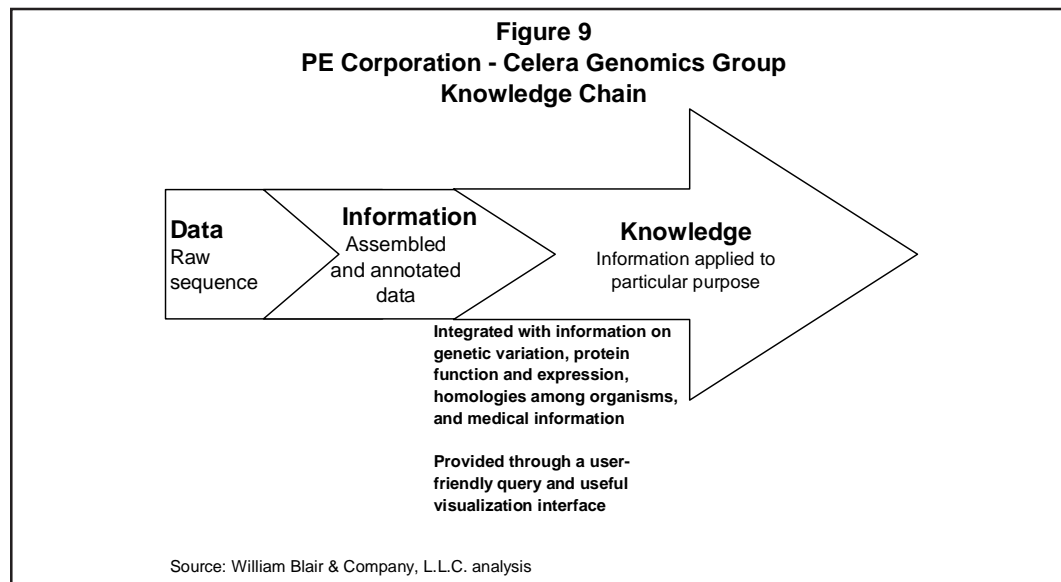 Figure 9
PE Corporation - Celera Genomics Group
Knowledge Chain
Data
Raw
sequence
Information
Assembled
and annotated
data
Knowledge
Information applied to
particular purpose
Integrated with information on
genetic variation, protein
function and expression,
homologies among organisms,
and medical information
Provided through a user-
friendly query and useful
visualization interface
Source: William Blair & Company, L.L.C. analysis